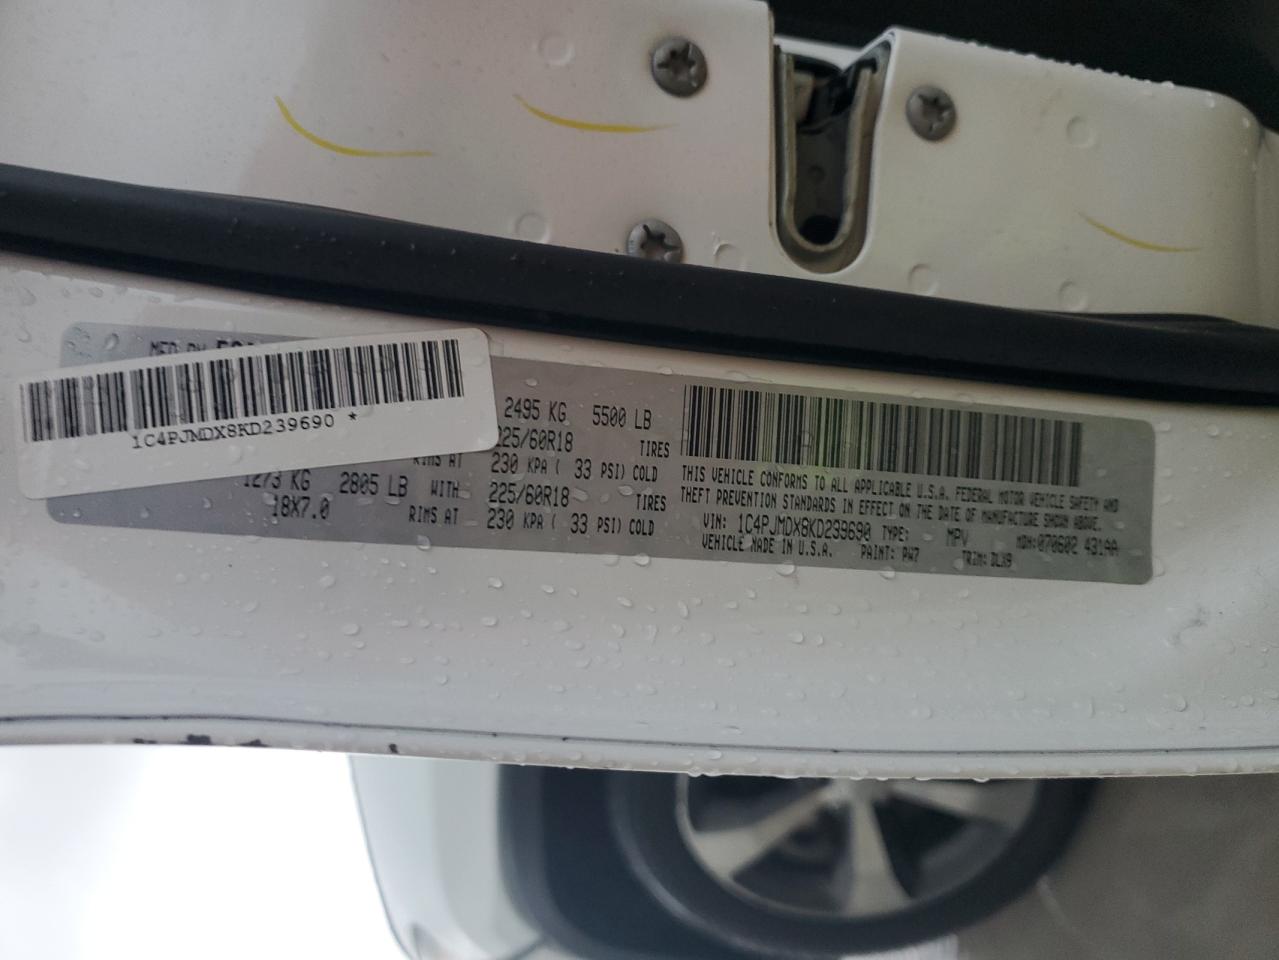 1C4PJMDX8KD239690 *
2495 KG 5500 LB
225/60R18 TIRES
RIMS AT 230 KPA ( 33 PSI) COLD
1273 KG 2805 LB WITH 225/60R18 TIRES
18X7.0 RIMS AT 230 KPA ( 33 PSI) COLD
THIS VEHICLE CONFORMS TO ALL APPLICABLE U.S.A. FEDERAL MOTOR VEHICLE SAFETY AND
THEFT PREVENTION STANDARDS IN EFFECT ON THE DATE OF MANUFACTURE SHOWN ABOVE.
VIN: 1C4PJMDX8KD239690 TYPE: MPV MDH:070602 431AA
VEHICLE MADE IN U.S.A. PAINT: PW7 TRIM: DLX9